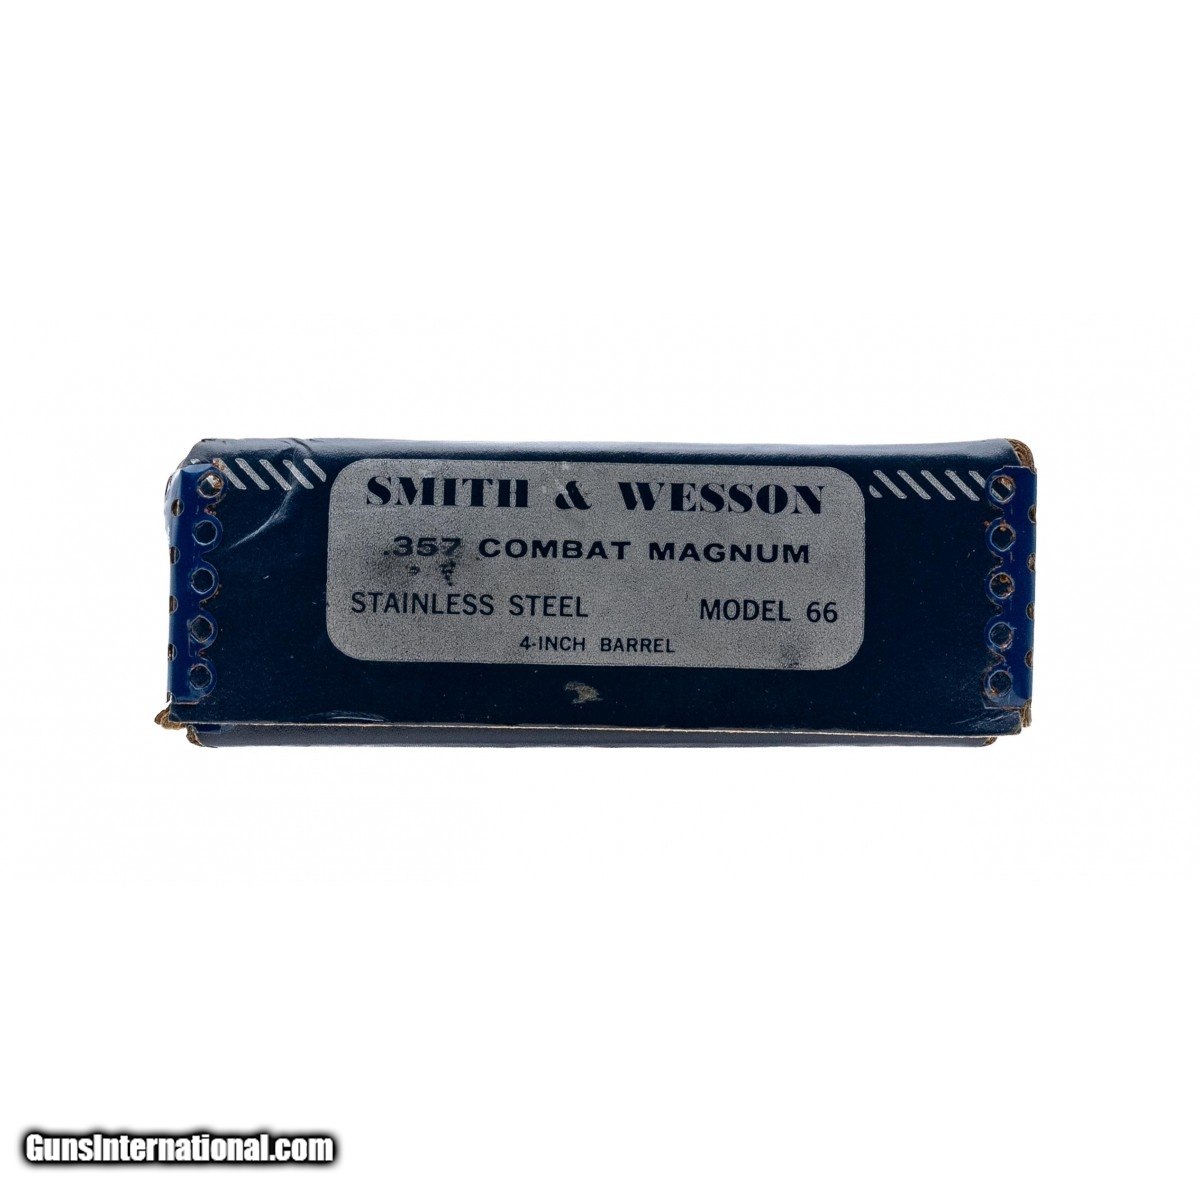 SMITH & WESSON
.357 COMBAT MAGNUM
STAINLESS STEEL MODEL 66
4-INCH BARREL
GunsInternational.com